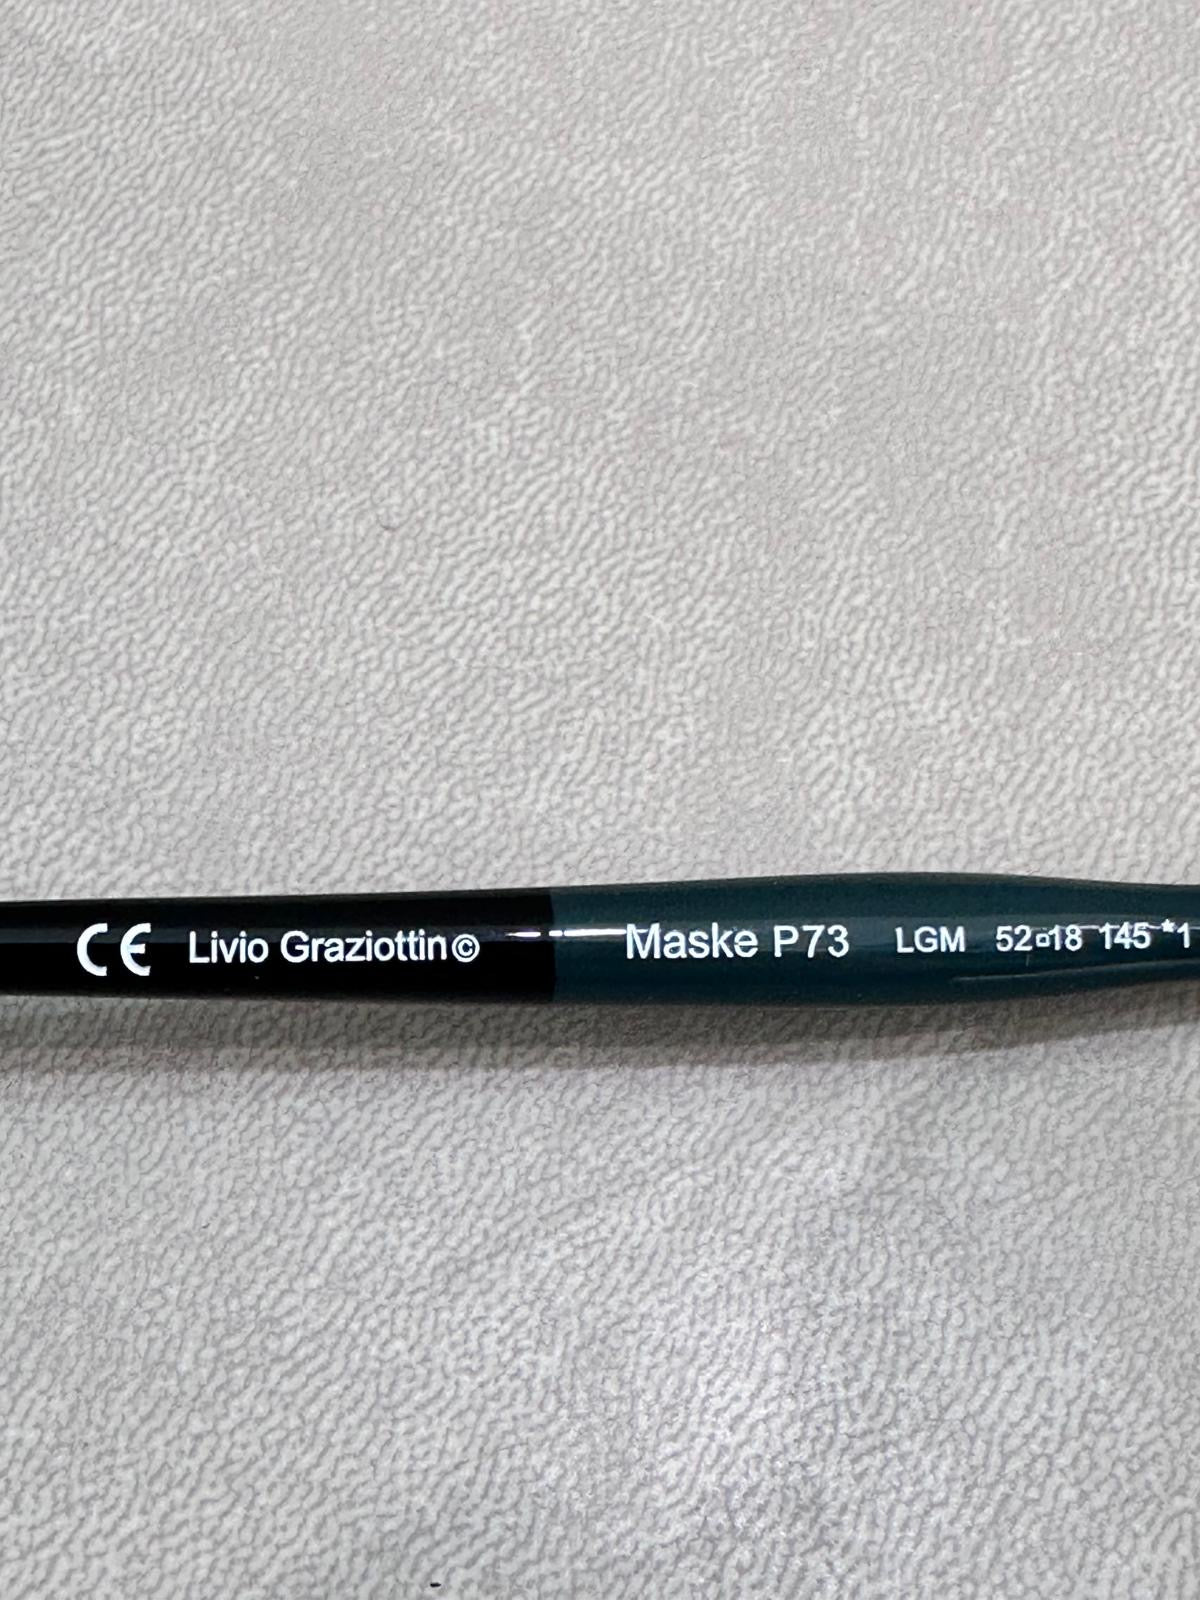 CE Livio Graziottin© Maske P73 LGM 52▫18 145 *1